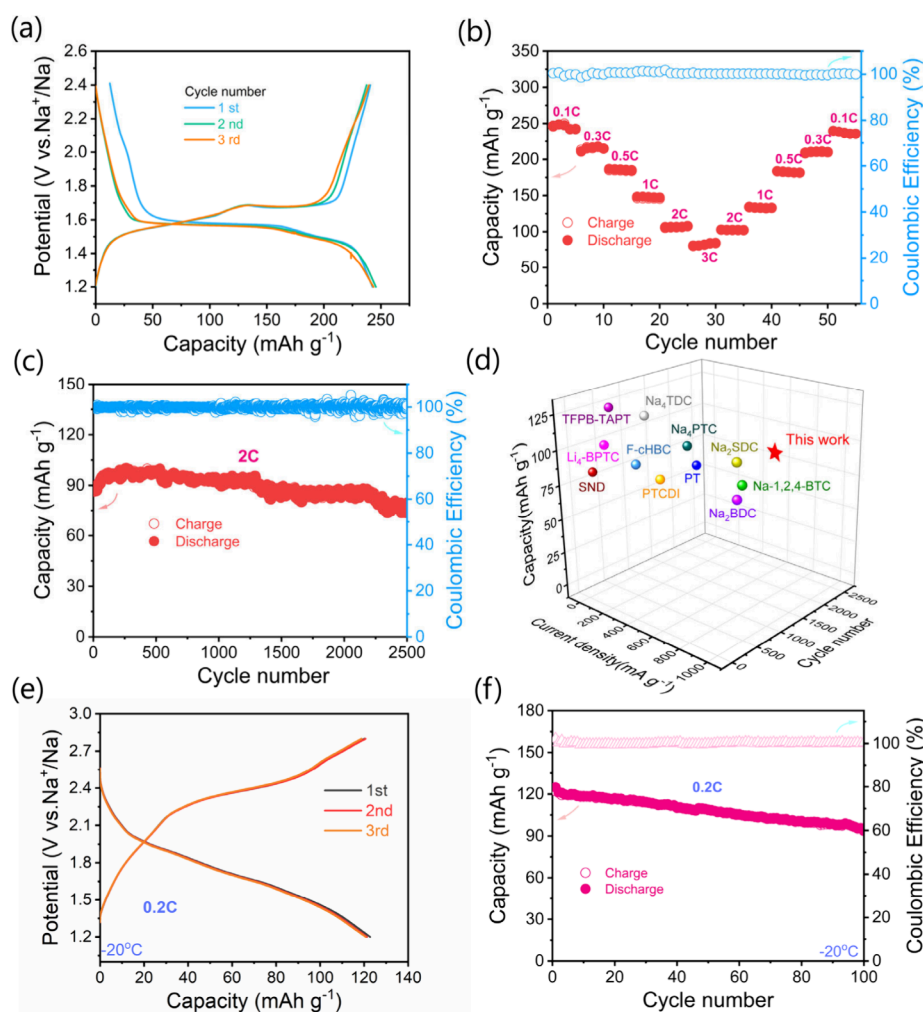 (a)
2.6
2.4
2.2
2.0
1.8
1.6
1.4
1.2
Potential (V vs.Na⁺/Na)
Cycle number
1 st
2 nd
3 rd
0 50 100 150 200 250
Capacity (mAh g⁻¹)
(b)
350
300
250
200
150
100
50
0
Capacity (mAh g⁻¹)
0.1C
0.3C
0.5C
1C
2C
3C
2C
1C
0.5C
0.3C
0.1C
Charge
Discharge
100
80
60
40
20
0
Coulombic Efficiency (%)
0 10 20 30 40 50
Cycle number
(c)
150
120
90
60
30
0
Capacity (mAh g⁻¹)
2C
Charge
Discharge
100
80
60
40
20
0
Coulombic Efficiency (%)
0 500 1000 1500 2000 2500
Cycle number
(d)
125
100
75
50
25
0
Capacity(mAh g⁻¹)
TFPB-TAPT
Na₄TDC
Li₄-BPTC
F-cHBC
Na₄PTC
SND
PTCDI
PT
Na₂SDC
This work
Na-1,2,4-BTC
Na₂BDC
0 200 400 600 800 1000
Current density(mA g⁻¹)
0 500 1000 1500 2000 2500
Cycle number
(e)
3.0
2.7
2.4
2.1
1.8
1.5
1.2
Potential (V vs.Na⁺/Na)
1st
2nd
3rd
0.2C
-20°C
0 20 40 60 80 100 120 140
Capacity (mAh g⁻¹)
(f)
180
150
120
90
60
30
0
Capacity (mAh g⁻¹)
0.2C
Charge
Discharge
-20°C
100
80
60
40
20
0
Coulombic Efficiency (%)
0 20 40 60 80 100
Cycle number